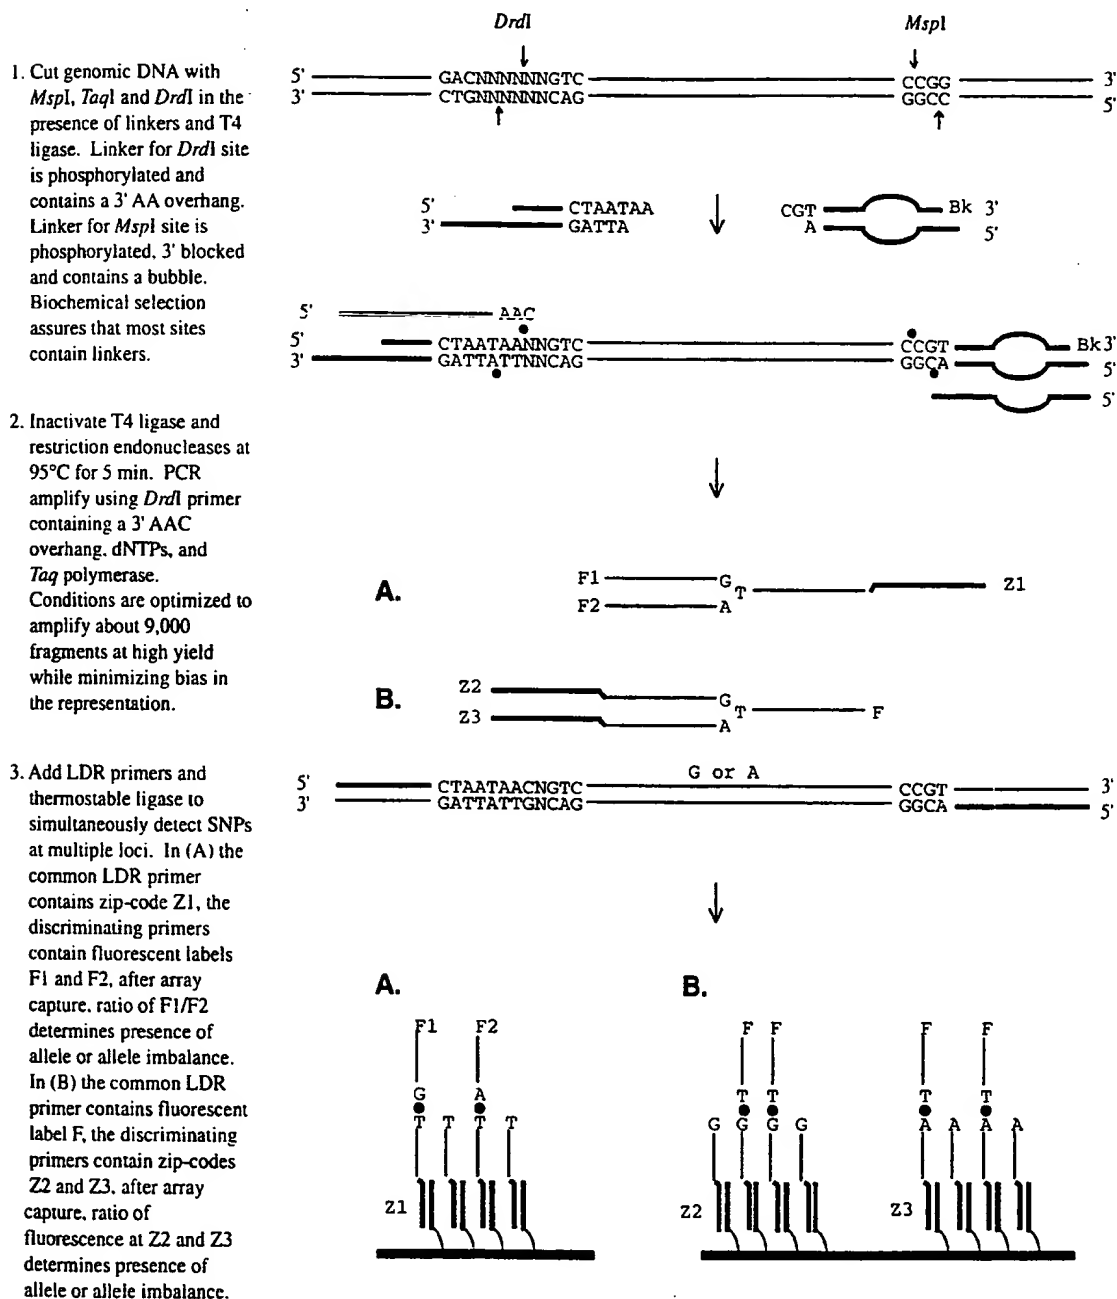 DrdI
MspI
1. Cut genomic DNA with
MspI, TaqI and DrdI in the
presence of linkers and T4
ligase. Linker for DrdI site
is phosphorylated and
contains a 3' AA overhang.
Linker for MspI site is
phosphorylated, 3' blocked
and contains a bubble.
Biochemical selection
assures that most sites
contain linkers.
5' GACNNNNNNGTC CCGG 3'
3' CTGNNNNNNCAG GGCC 5'
5' CTAATAA CGT Bk 3'
3' GATTA A 5'
5' AAC
5' CTAATAANNGTC CCGT Bk3'
3' GATTATTNNCAG GGCA 5'
5'
2. Inactivate T4 ligase and
restriction endonucleases at
95°C for 5 min. PCR
amplify using DrdI primer
containing a 3' AAC
overhang, dNTPs, and
Taq polymerase.
Conditions are optimized to
amplify about 9,000
fragments at high yield
while minimizing bias in
the representation.
A.
F1 G T Z1
F2 A
B.
Z2 G T F
Z3 A
3. Add LDR primers and
thermostable ligase to
simultaneously detect SNPs
at multiple loci. In (A) the
common LDR primer
contains zip-code Z1, the
discriminating primers
contain fluorescent labels
F1 and F2, after array
capture, ratio of F1/F2
determines presence of
allele or allele imbalance.
In (B) the common LDR
primer contains fluorescent
label F, the discriminating
primers contain zip-codes
Z2 and Z3, after array
capture, ratio of
fluorescence at Z2 and Z3
determines presence of
allele or allele imbalance.
G or A
5' CTAATAACNGTC CCGT 3'
3' GATTATTGNCAG GGCA 5'
A.
F1 F2
G A
T T T T
Z1
B.
F F F F
T T T T
G G G G A A A A
Z2 Z3